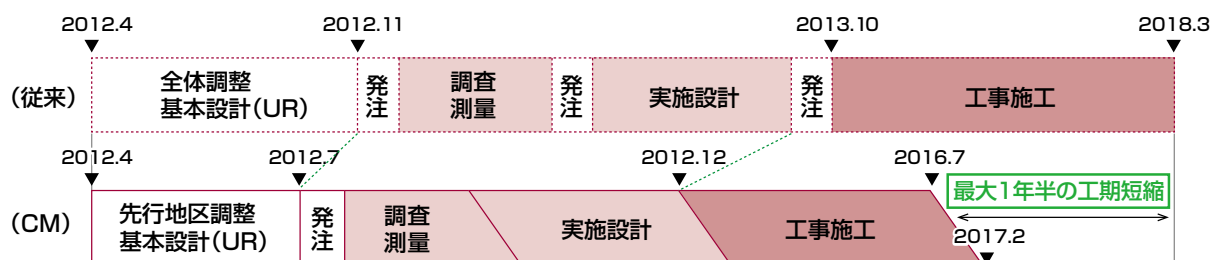 2012.4
2012.11
2013.10
2018.3
(従来)
全体調整
基本設計(UR)
発注
調査
測量
発注
実施設計
発注
工事施工
2012.4
2012.7
2012.12
2016.7
最大1年半の工期短縮
(CM)
先行地区調整
基本設計(UR)
発注
調査
測量
実施設計
工事施工
2017.2